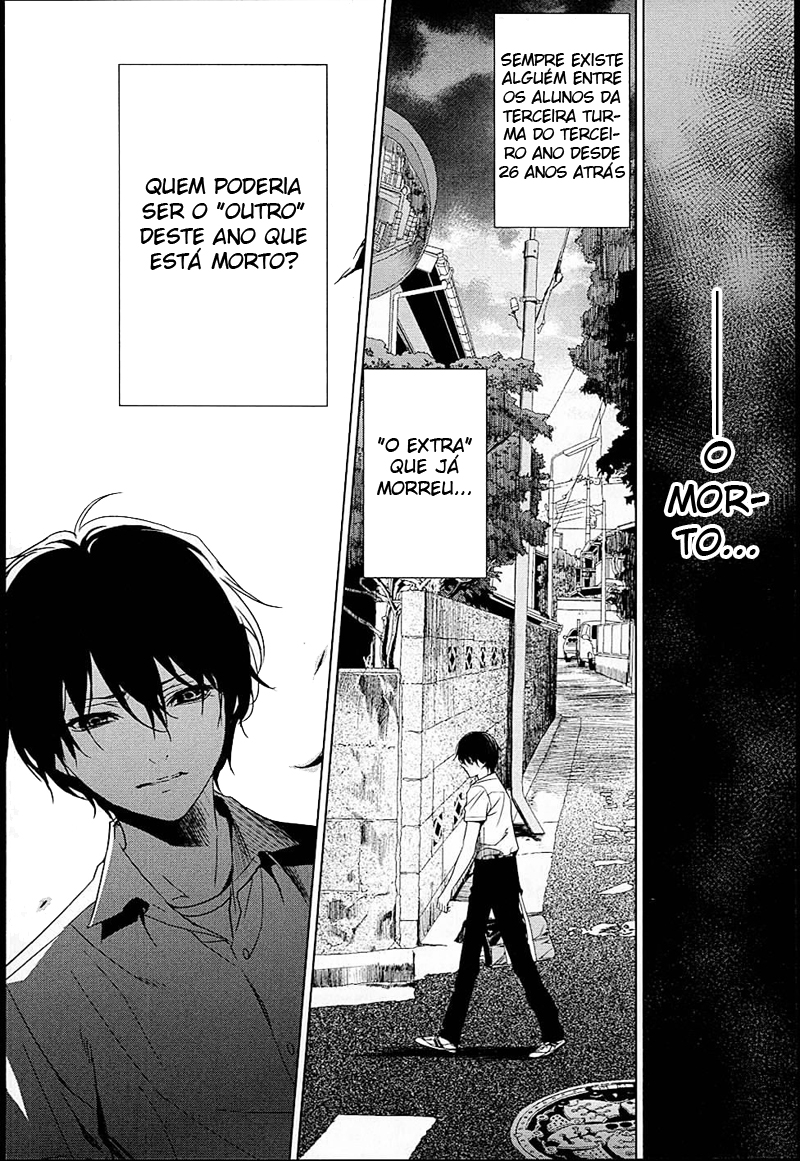 O
MOR-
TO...
SEMPRE EXISTE
ALGUÉM ENTRE
OS ALUNOS DA
TERCEIRA TUR-
MA DO TERCEI-
RO ANO DESDE
26 ANOS ATRÁS
"O EXTRA"
QUE JÁ
MORREU...
QUEM PODERIA
SER O "OUTRO"
DESTE ANO QUE
ESTÁ MORTO?